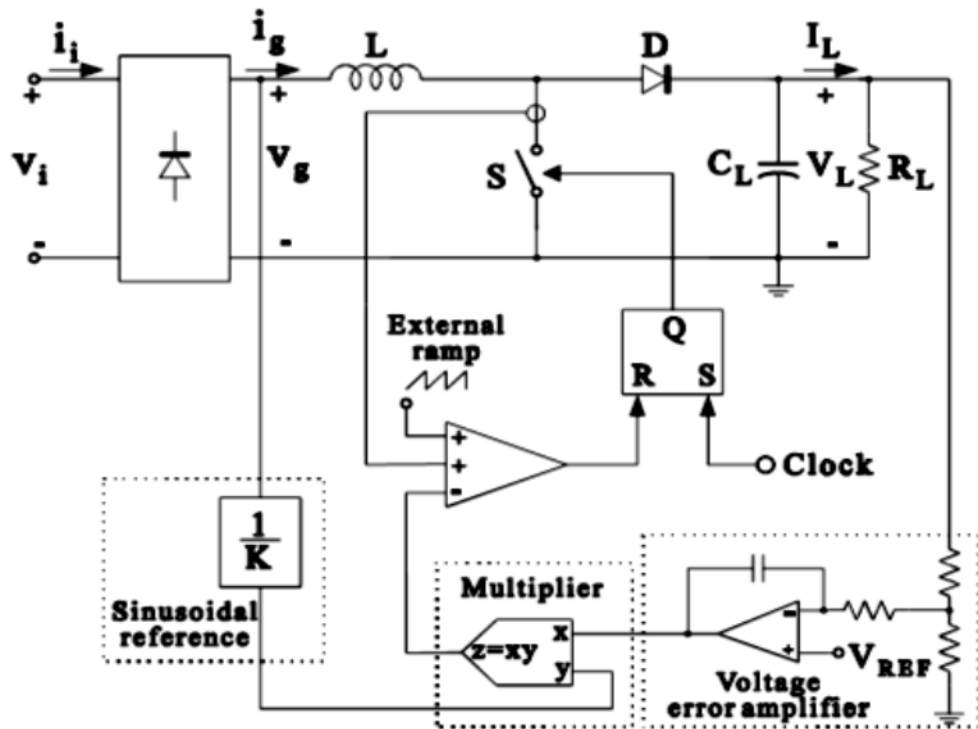 i_i
i_g
L
D
I_L
+
+
+
V_i
V_g
S
C_L
V_L
R_L
-
-
-
External
ramp
Q
R S
+
+
-
Clock
1
K
Sinusoidal
reference
Multiplier
z=xy
x
y
-
+
V_REF
Voltage
error amplifier